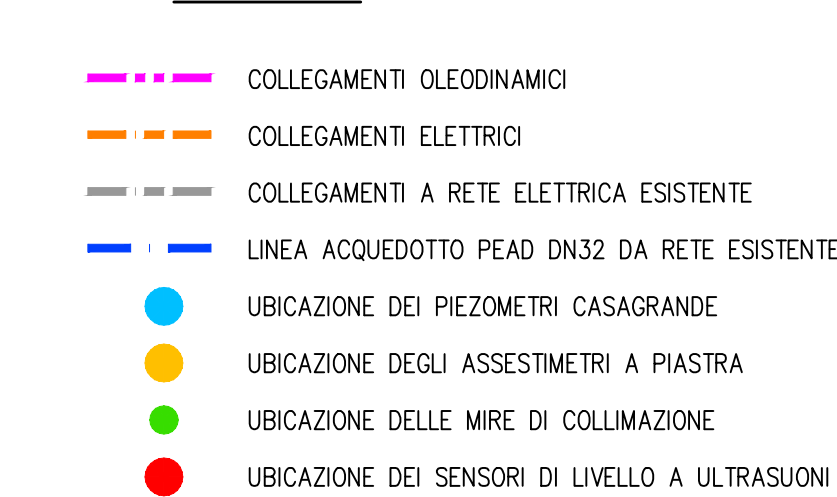 COLLEGAMENTI OLEODINAMICI
COLLEGAMENTI ELETTRICI
COLLEGAMENTI A RETE ELETTRICA ESISTENTE
LINEA ACQUEDOTTO PEAD DN32 DA RETE ESISTENTE
UBICAZIONE DEI PIEZOMETRI CASAGRANDE
UBICAZIONE DEGLI ASSESTIMETRI A PIASTRA
UBICAZIONE DELLE MIRE DI COLLIMAZIONE
UBICAZIONE DEI SENSORI DI LIVELLO A ULTRASUONI